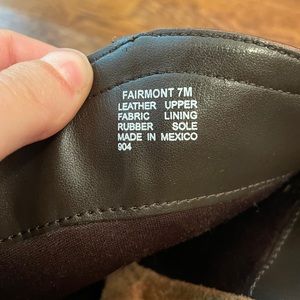 FAIRMONT 7M
LEATHER UPPER
FABRIC LINING
RUBBER SOLE
MADE IN MEXICO
904